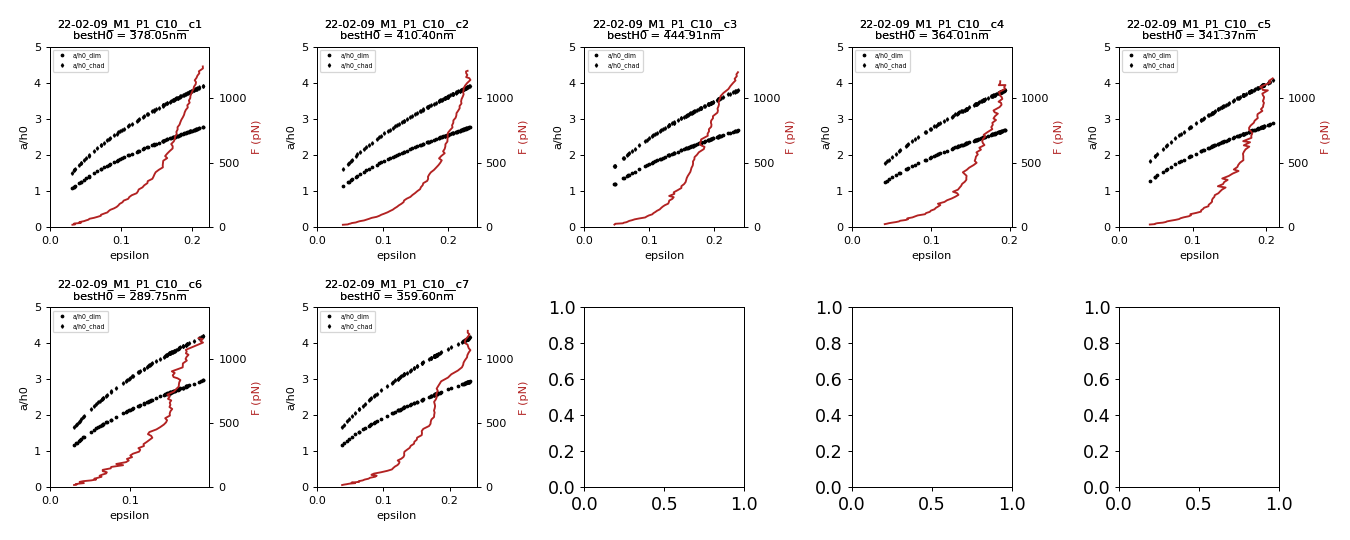 22-02-09_M1_P1_C10__c1
bestH0 = 378.05nm
a/h0_dim
a/h0_chad
5
4
3
2
1
0
a/h0
0.0 0.1 0.2
epsilon
1000
500
0
F (pN)
22-02-09_M1_P1_C10__c2
bestH0 = 410.40nm
a/h0_dim
a/h0_chad
5
4
3
2
1
0
a/h0
0.0 0.1 0.2
epsilon
1000
500
0
F (pN)
22-02-09_M1_P1_C10__c3
bestH0 = 444.91nm
a/h0_dim
a/h0_chad
5
4
3
2
1
0
a/h0
0.0 0.1 0.2
epsilon
1000
500
0
F (pN)
22-02-09_M1_P1_C10__c4
bestH0 = 364.01nm
a/h0_dim
a/h0_chad
5
4
3
2
1
0
a/h0
0.0 0.1 0.2
epsilon
1000
500
0
F (pN)
22-02-09_M1_P1_C10__c5
bestH0 = 341.37nm
a/h0_dim
a/h0_chad
5
4
3
2
1
0
a/h0
0.0 0.1 0.2
epsilon
1000
500
0
F (pN)
22-02-09_M1_P1_C10__c6
bestH0 = 289.75nm
a/h0_dim
a/h0_chad
5
4
3
2
1
0
a/h0
0.0 0.1
epsilon
1000
500
0
F (pN)
22-02-09_M1_P1_C10__c7
bestH0 = 359.60nm
a/h0_dim
a/h0_chad
5
4
3
2
1
0
a/h0
0.0 0.1 0.2
epsilon
1000
500
0
F (pN)
1.0
0.8
0.6
0.4
0.2
0.0
0.0 0.5 1.0
1.0
0.8
0.6
0.4
0.2
0.0
0.0 0.5 1.0
1.0
0.8
0.6
0.4
0.2
0.0
0.0 0.5 1.0